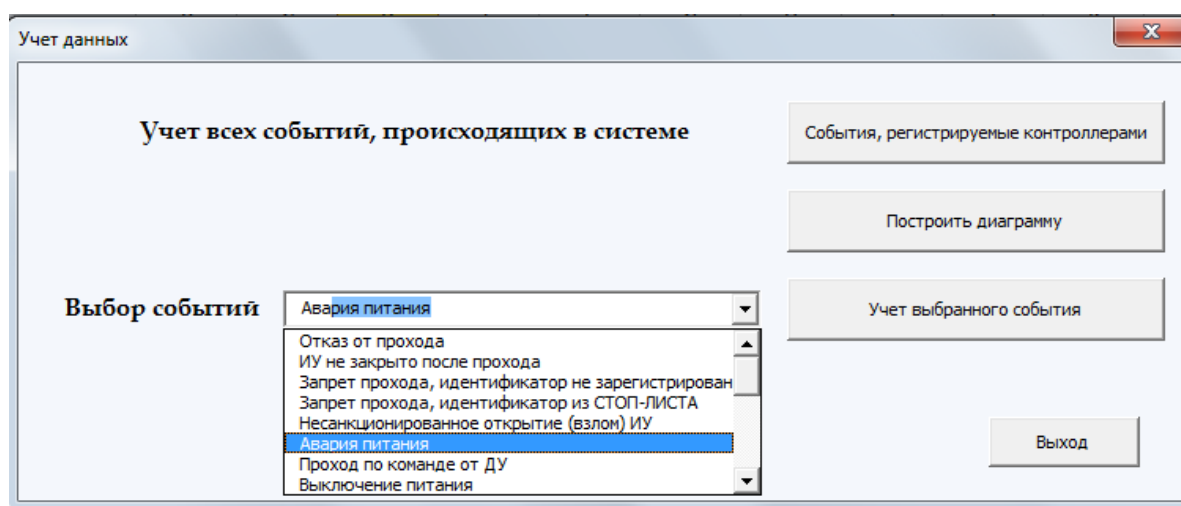 Учет данных
Учет всех событий, происходящих в системе
События, регистрируемые контроллерами
Построить диаграмму
Выбор событий
Авария питания
Учет выбранного события
Отказ от прохода
ИУ не закрыто после прохода
Запрет прохода, идентификатор не зарегистрирован
Запрет прохода, идентификатор из СТОП-ЛИСТА
Несанкционированное открытие (взлом) ИУ
Авария питания
Проход по команде от ДУ
Выключение питания
Выход